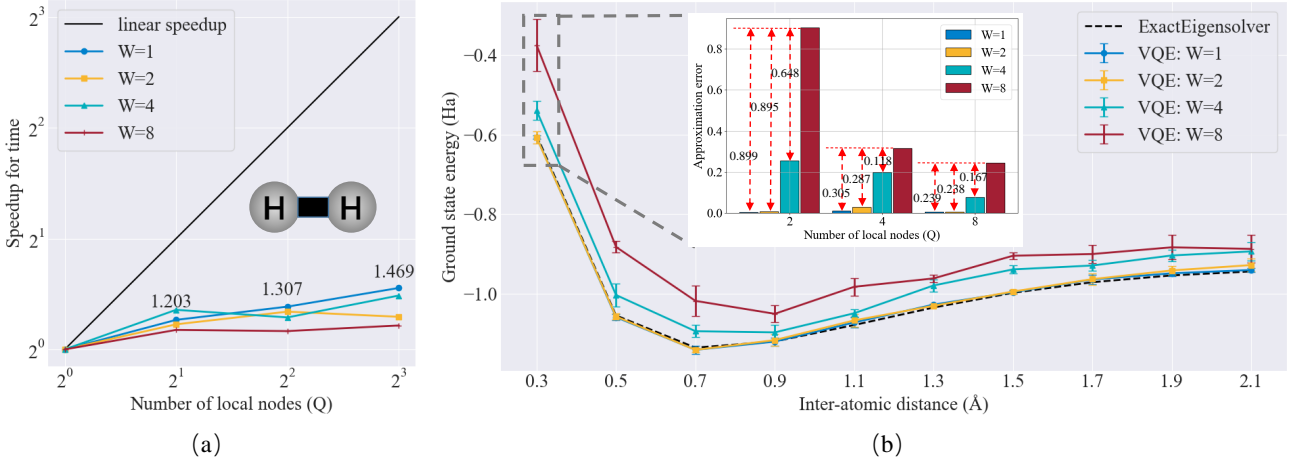 linear speedup
W=1
W=2
W=4
W=8
H H
1.203
1.307
1.469
Speedup for time
2^3
2^2
2^1
2^0
2^0 2^1 2^2 2^3
Number of local nodes (Q)
(a)
ExactEigensolver
VQE: W=1
VQE: W=2
VQE: W=4
VQE: W=8
Ground state energy (Ha)
−0.4
−0.6
−0.8
−1.0
0.3 0.5 0.7 0.9 1.1 1.3 1.5 1.7 1.9 2.1
Inter-atomic distance (Å)
Approximation error
0.8
0.6
0.4
0.2
0.0
W=1
W=2
W=4
W=8
0.648
0.895
0.899
0.118
0.287
0.305
0.167
0.238
0.239
2 4 8
Number of local nodes (Q)
(b)